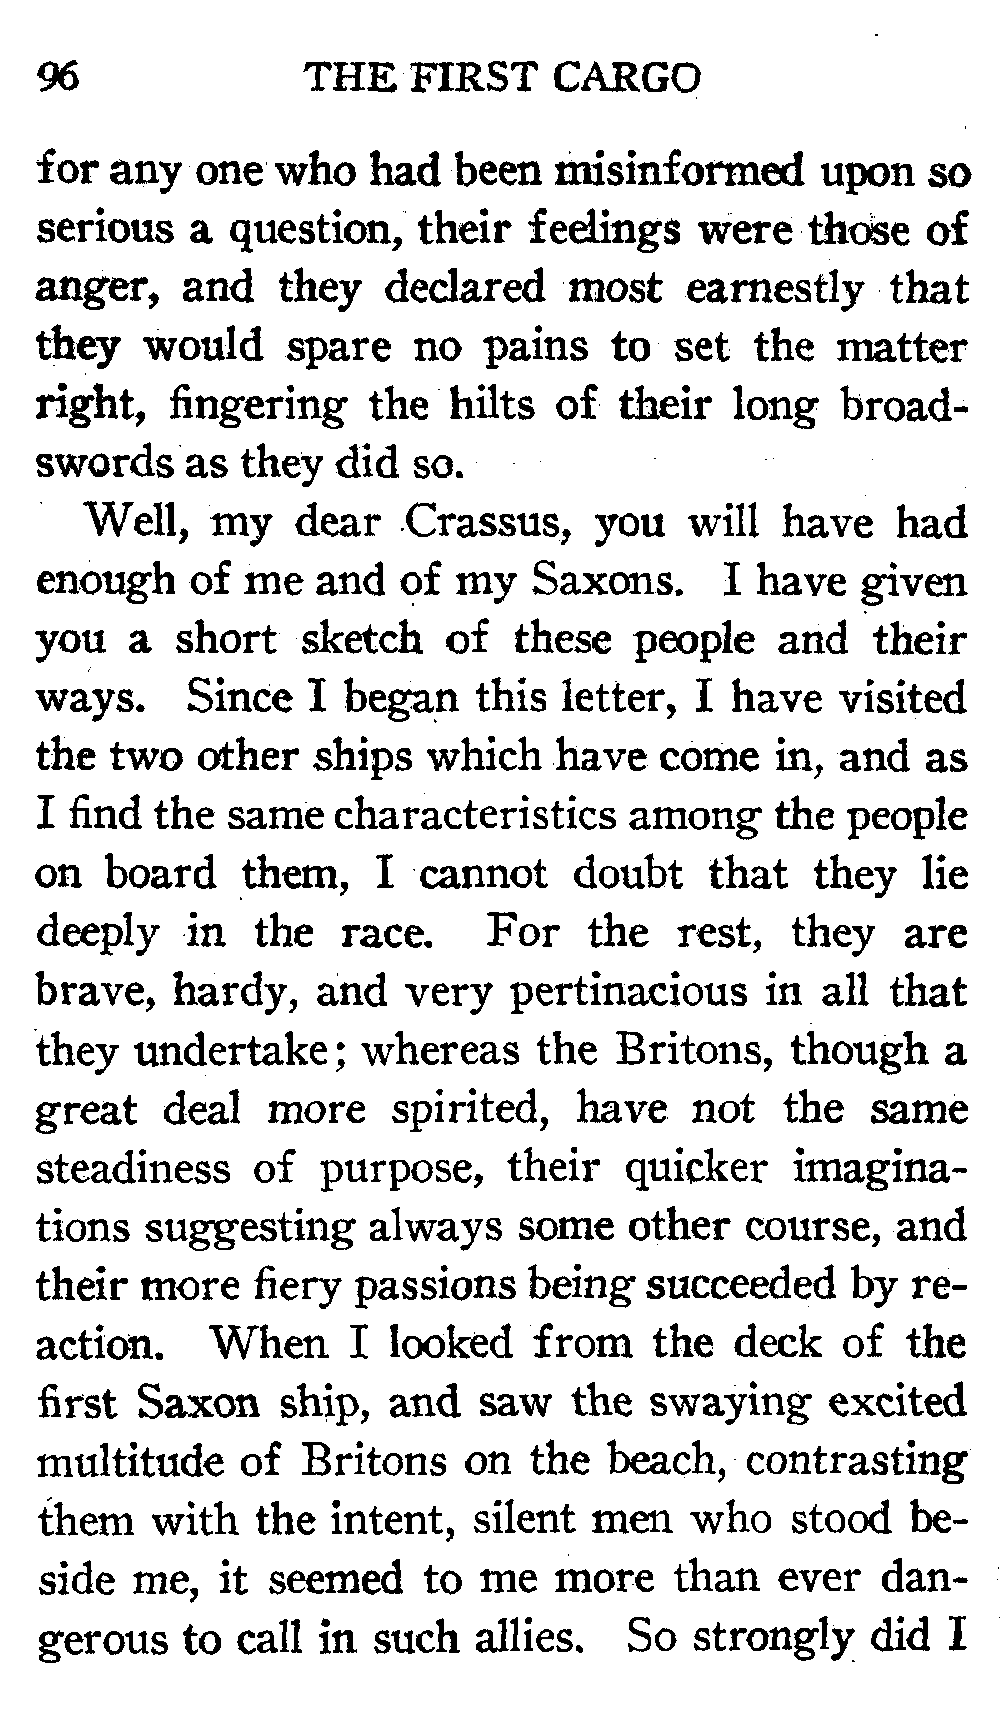 96 THE FIRST CARGO
for any one who had been misinformed upon so
serious a question, their feelings were those of
anger, and they declared most earnestly that
they would spare no pains to set the matter
right, fingering the hilts of their long broad-
swords as they did so.
Well, my dear Crassus, you will have had
enough of me and of my Saxons. I have given
you a short sketch of these people and their
ways. Since I began this letter, I have visited
the two other ships which have come in, and as
I find the same characteristics among the people
on board them, I cannot doubt that they lie
deeply in the race. For the rest, they are
brave, hardy, and very pertinacious in all that
they undertake; whereas the Britons, though a
great deal more spirited, have not the same
steadiness of purpose, their quicker imagina-
tions suggesting always some other course, and
their more fiery passions being succeeded by re-
action. When I looked from the deck of the
first Saxon ship, and saw the swaying excited
multitude of Britons on the beach, contrasting
them with the intent, silent men who stood be-
side me, it seemed to me more than ever dan-
gerous to call in such allies. So strongly did I